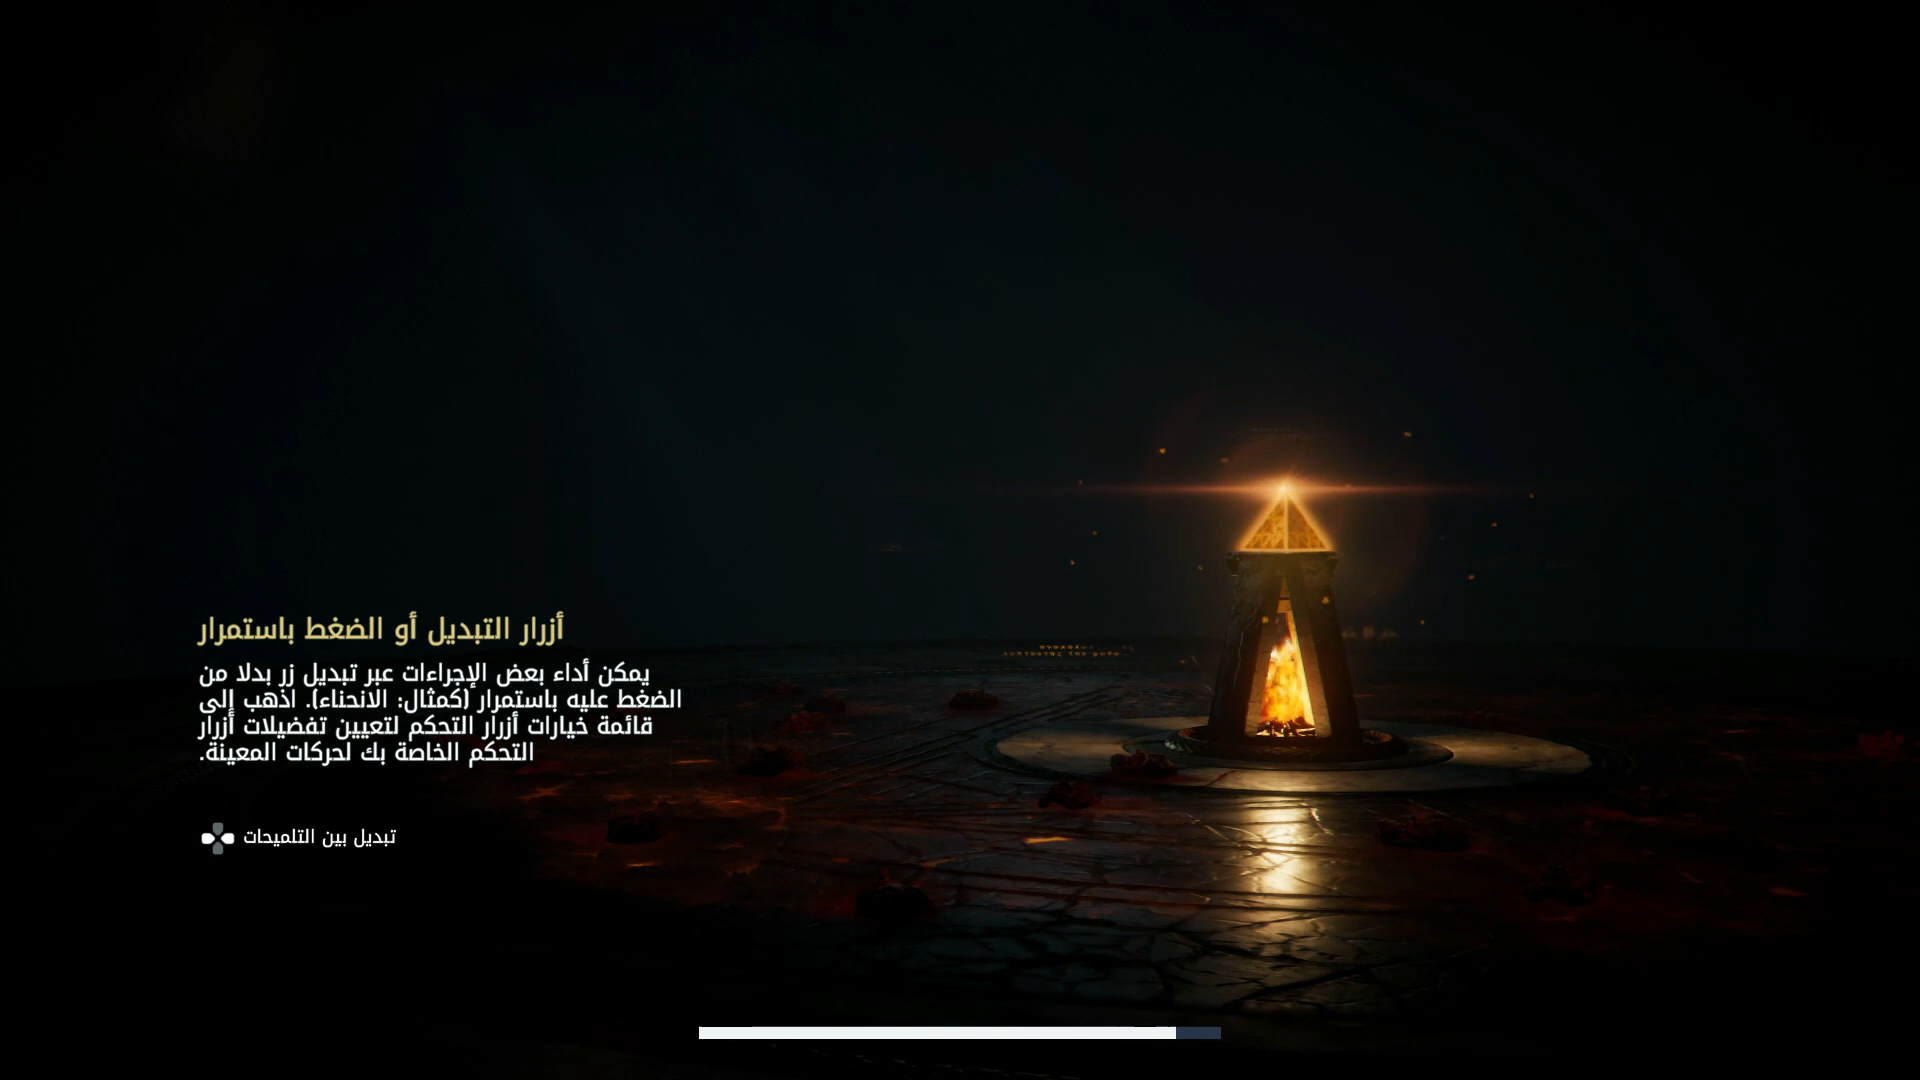 أزرار التبديل أو الضغط باستمرار
يمكن أداء بعض الإجراءات عبر تبديل زر بدلا من
الضغط عليه باستمرار (كمثال: الانحناء). اذهب إلى
قائمة خيارات أزرار التحكم لتعيين تفضيلات أزرار
التحكم الخاصة بك لحركات المعينة.
تبديل بين التلميحات